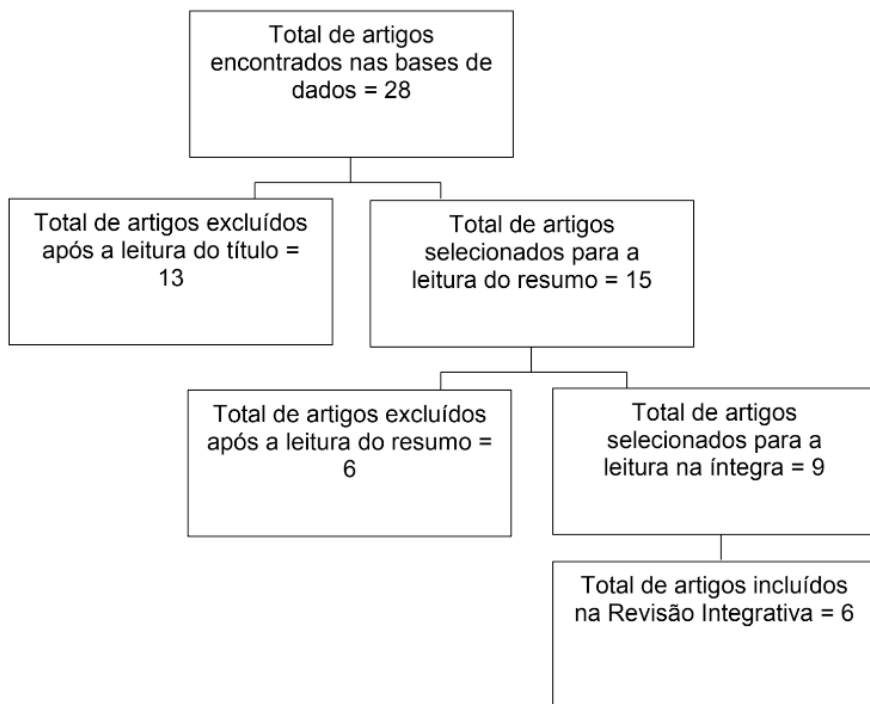 Total de artigos
encontrados nas bases de
dados = 28
Total de artigos excluídos
após a leitura do título =
13
Total de artigos
selecionados para a
leitura do resumo = 15
Total de artigos excluídos
após a leitura do resumo =
6
Total de artigos
selecionados para a
leitura na íntegra = 9
Total de artigos incluídos
na Revisão Integrativa = 6